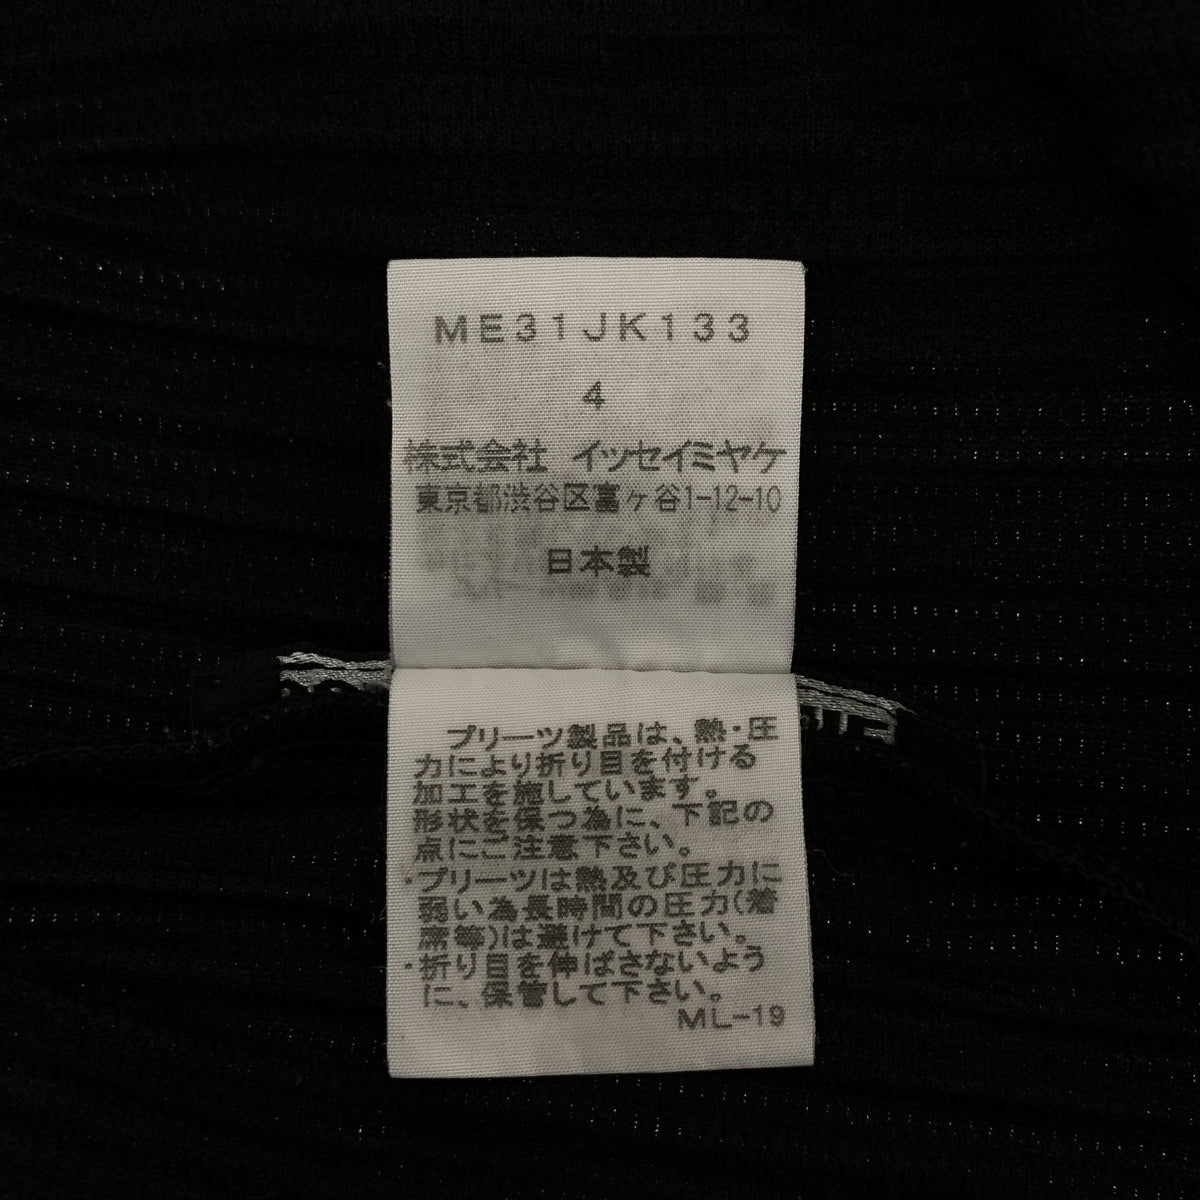 ME31JK133
4
株式会社 イッセイミヤケ
東京都渋谷区富ヶ谷1-12-10
日本製
プリーツ製品は、熱・圧
力により折り目を付ける
加工を施しています。
形状を保つ為に、下記の
点にご注意下さい。
・プリーツは熱及び圧力に
弱い為長時間の圧力(着
席等)は避けて下さい。
・折り目を伸ばさないよう
に、保管して下さい。
ML-19